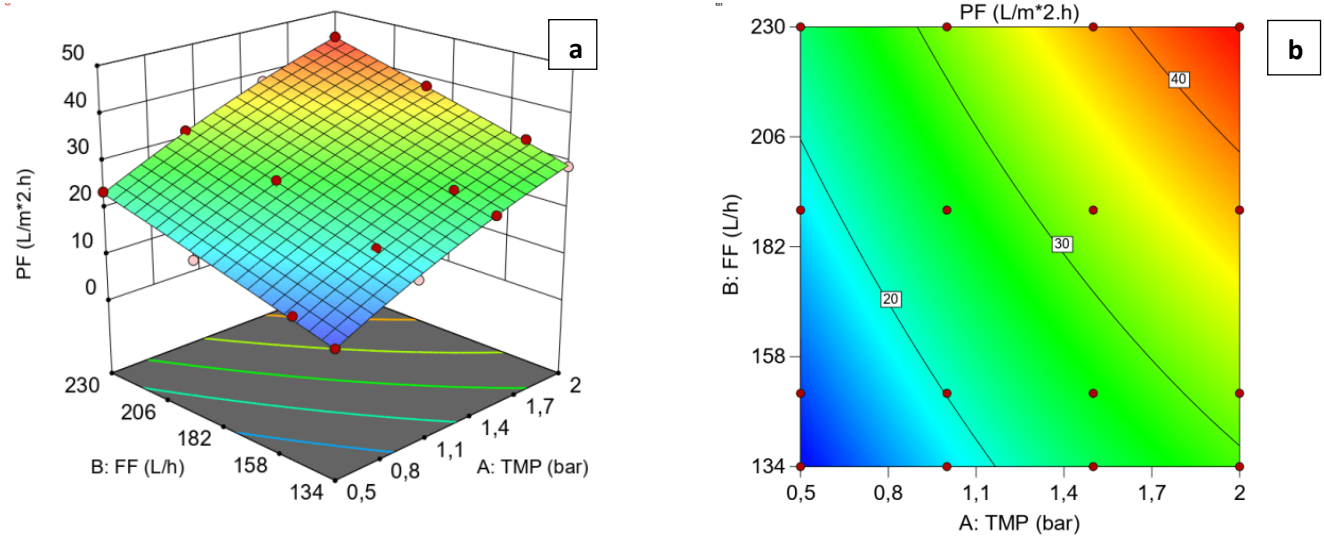 a
50
40
30
20
10
0
PF (L/m*2.h)
230
206
182
158
134
B: FF (L/h)
0,5
0,8
1,1
1,4
1,7
2
A: TMP (bar)
PF (L/m*2.h)
b
230
206
182
158
134
B: FF (L/h)
40
30
20
0,5 0,8 1,1 1,4 1,7 2
A: TMP (bar)